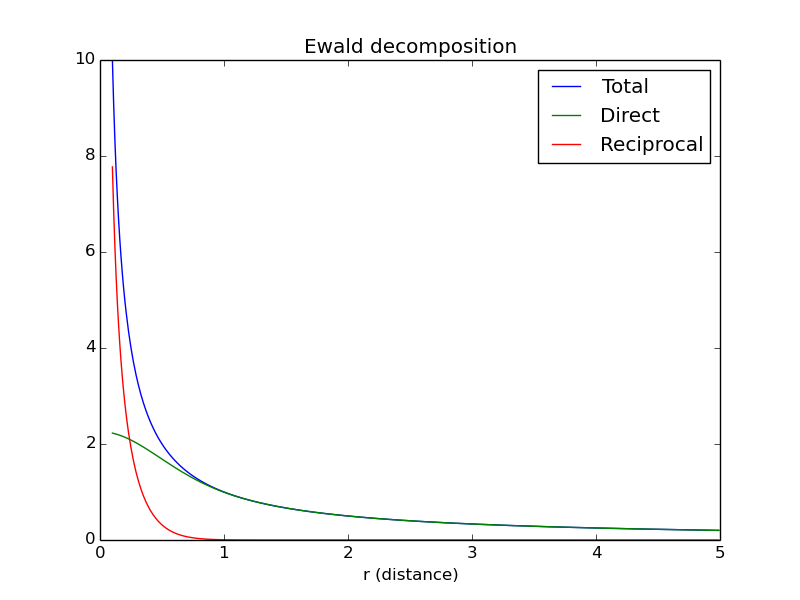 Ewald decomposition
Total
Direct
Reciprocal
10
8
6
4
2
0
0 1 2 3 4 5
r (distance)